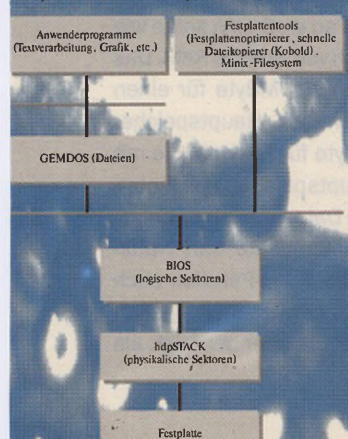 Anwenderprogramme
(Textverarbeitung, Grafik, etc.)
Festplattentools
(Festplattenoptimierer, schnelle
Dateikopierer (Kobold),
Minix-Filesystem
GEMDOS (Dateien)
BIOS
(logische Sektoren)
hdpSTACK
(physikalische Sektoren)
Festplatte